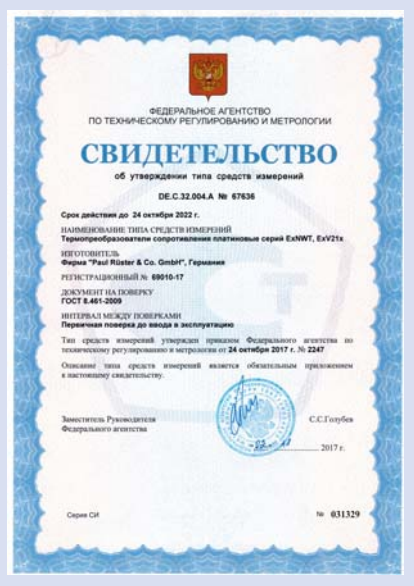 ФЕДЕРАЛЬНОЕ АГЕНТСТВО
ПО ТЕХНИЧЕСКОМУ РЕГУЛИРОВАНИЮ И МЕТРОЛОГИИ
СВИДЕТЕЛЬСТВО
об утверждении типа средств измерений
DE.C.32.004.A № 67636
Срок действия до 24 октября 2022 г.
НАИМЕНОВАНИЕ ТИПА СРЕДСТВ ИЗМЕРЕНИЙ
Термопреобразователи сопротивления платиновые серий ExNWT, ExV21x
ИЗГОТОВИТЕЛЬ
Фирма "Paul Rüster & Co. GmbH", Германия
РЕГИСТРАЦИОННЫЙ № 69010-17
ДОКУМЕНТ НА ПОВЕРКУ
ГОСТ 8.461-2009
ИНТЕРВАЛ МЕЖДУ ПОВЕРКАМИ
Первичная поверка до ввода в эксплуатацию
Тип средств измерений утвержден приказом Федерального агентства по
техническому регулированию и метрологии от 24 октября 2017 г. № 2247
Описание типа средств измерений является обязательным приложением
к настоящему свидетельству.
Заместитель Руководителя
Федерального агентства
С.С.Голубев
2017 г.
Серия СИ
№ 031329